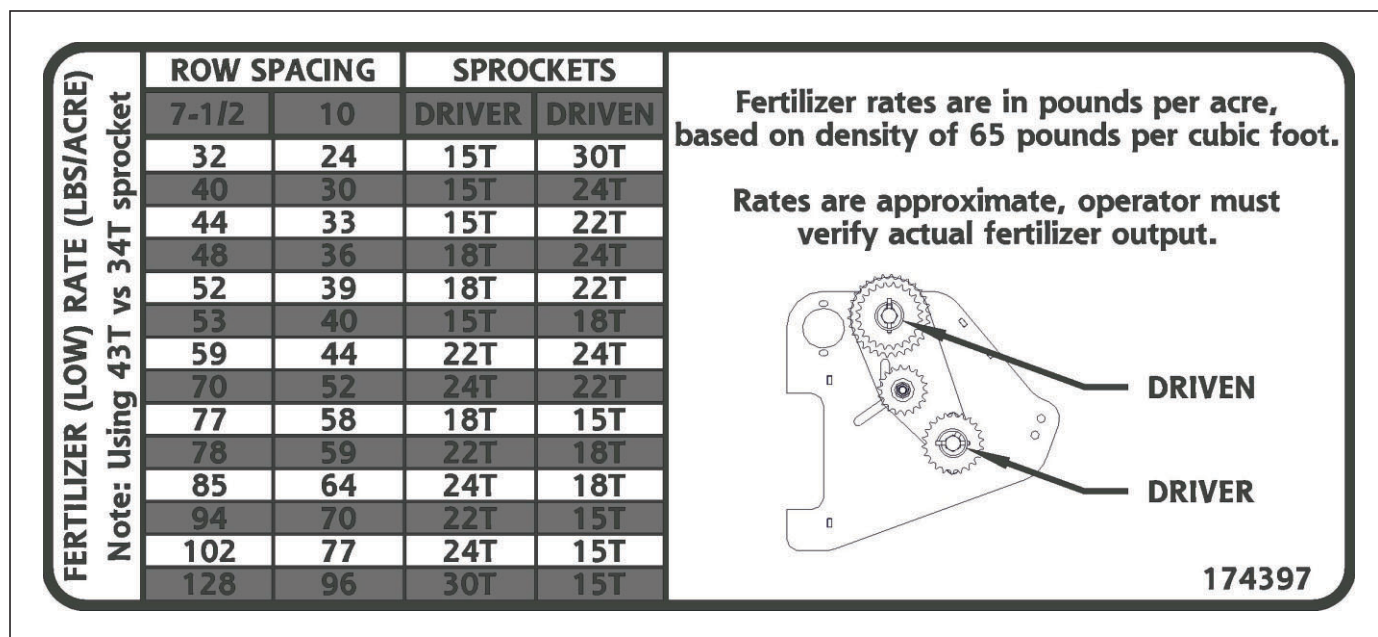 FERTILIZER (LOW) RATE (LBS/ACRE)
Note: Using 43T vs 34T sprocket
ROW SPACING SPROCKETS
7-1/2 10 DRIVER DRIVEN
32 24 15T 30T
40 30 15T 24T
44 33 15T 22T
48 36 18T 24T
52 39 18T 22T
53 40 15T 18T
59 44 22T 24T
70 52 24T 22T
77 58 18T 15T
78 59 22T 18T
85 64 24T 18T
94 70 22T 15T
102 77 24T 15T
128 96 30T 15T
Fertilizer rates are in pounds per acre,
based on density of 65 pounds per cubic foot.
Rates are approximate, operator must
verify actual fertilizer output.
DRIVEN
DRIVER
174397